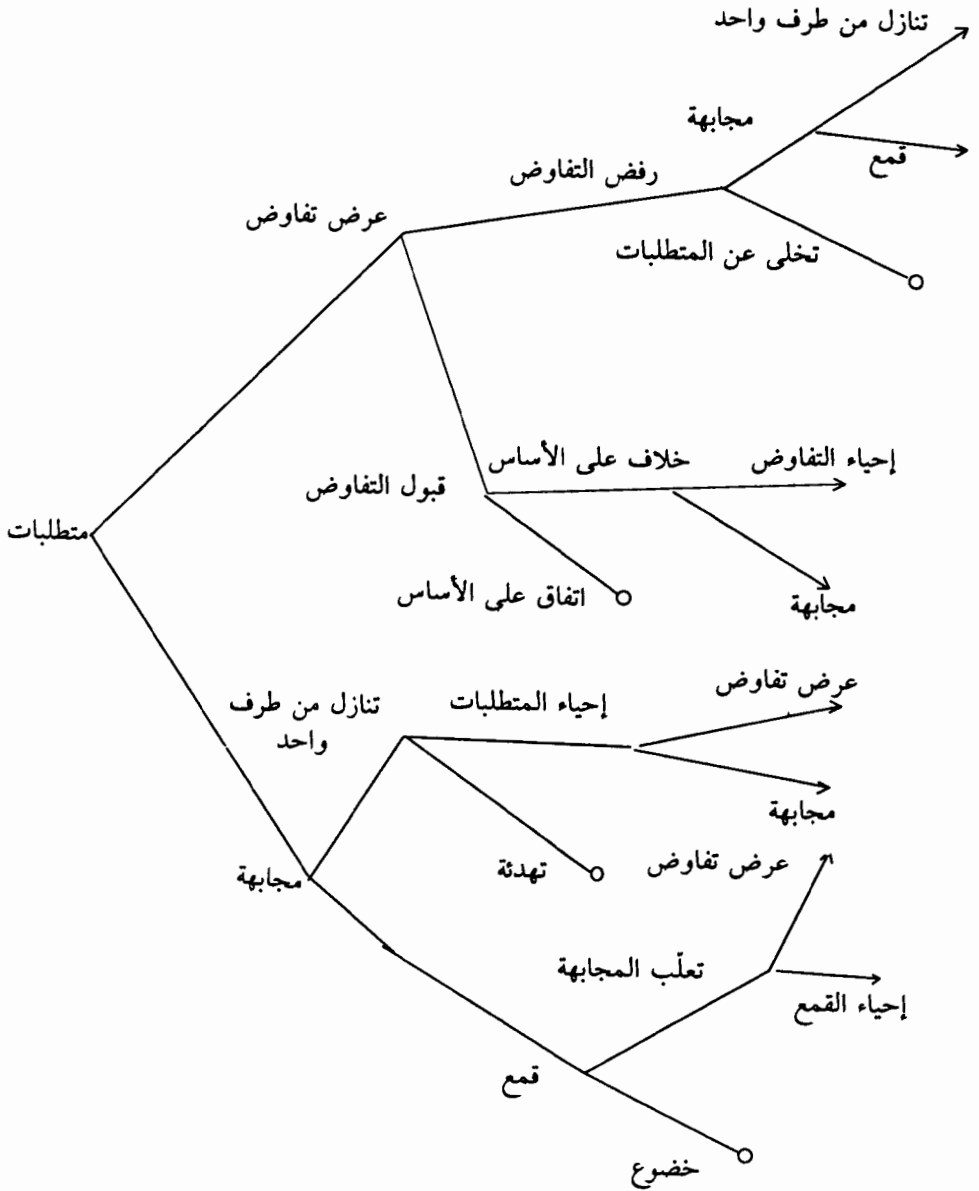 تنازل من طرف واحد
مجابهة
قمع
رفض التفاوض
عرض تفاوض
تخلى عن المتطلبات
إحياء التفاوض
خلاف على الأساس
قبول التفاوض
متطلبات
اتفاق على الأساس
مجابهة
عرض تفاوض
إحياء المتطلبات
تنازل من طرف
واحد
مجابهة
عرض تفاوض
تهدئة
مجابهة
تعلّب المجابهة
إحياء القمع
قمع
خضوع